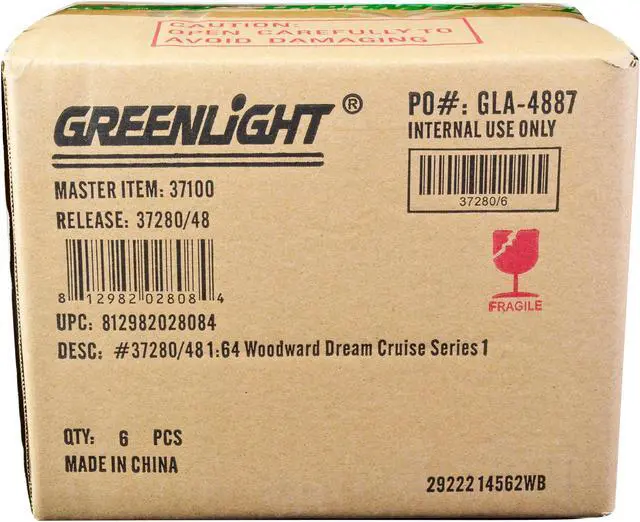 CAUTION:
OPEN CAREFULLY TO
AVOID DAMAGING
GREENLiGHT®
PO#: GLA-4887
INTERNAL USE ONLY
37280/6
MASTER ITEM: 37100
RELEASE: 37280/48
8 12982 02808 4
FRAGILE
UPC: 812982028084
DESC: #37280/481:64 Woodward Dream Cruise Series 1
QTY: 6 PCS
MADE IN CHINA
2922214562WB